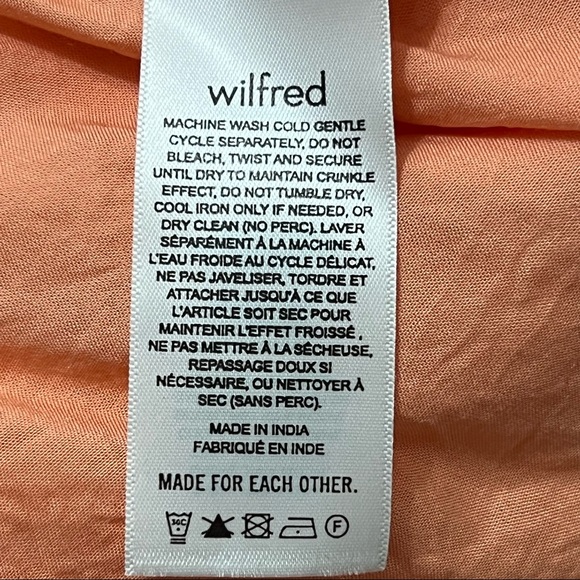 wilfred
MACHINE WASH COLD GENTLE
CYCLE SEPARATELY, DO NOT
BLEACH, TWIST AND SECURE
UNTIL DRY TO MAINTAIN CRINKLE
EFFECT, DO NOT TUMBLE DRY,
COOL IRON ONLY IF NEEDED, OR
DRY CLEAN (NO PERC). LAVER
SÉPARÉMENT À LA MACHINE À
L'EAU FROIDE AU CYCLE DÉLICAT,
NE PAS JAVELISER, TORDRE ET
ATTACHER JUSQU'À CE QUE
L'ARTICLE SOIT SEC POUR
MAINTENIR L'EFFET FROISSÉ ,
NE PAS METTRE À LA SÉCHEUSE,
REPASSAGE DOUX SI
NÉCESSAIRE, OU NETTOYER À
SEC (SANS PERC).
MADE IN INDIA
FABRIQUÉ EN INDE
MADE FOR EACH OTHER.
30C F